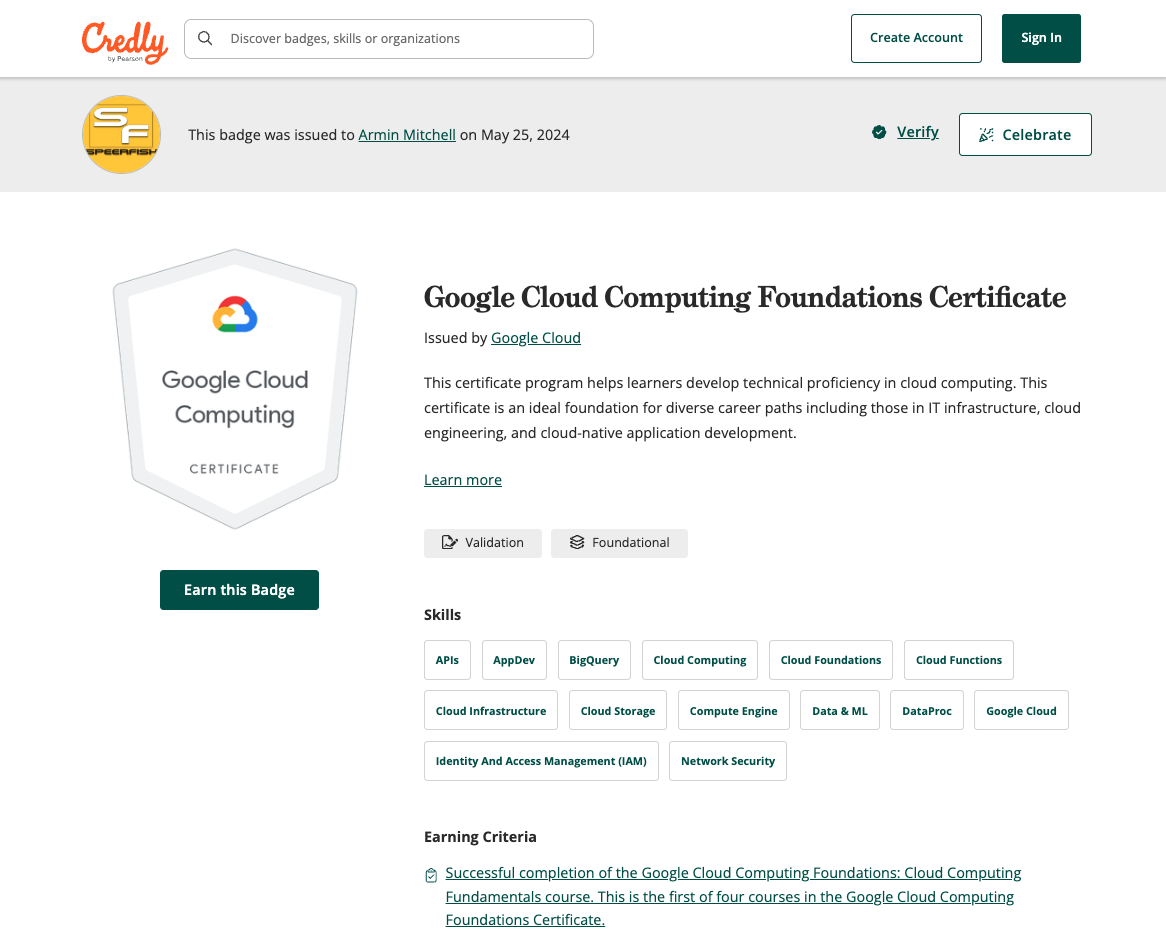 Credly
by Pearson
Discover badges, skills or organizations
Create Account
Sign In
SF
SPEERFISH
This badge was issued to Armin Mitchell on May 25, 2024
Verify
Celebrate
Google Cloud
Computing
CERTIFICATE
Earn this Badge
Google Cloud Computing Foundations Certificate
Issued by Google Cloud
This certificate program helps learners develop technical proficiency in cloud computing. This
certificate is an ideal foundation for diverse career paths including those in IT infrastructure, cloud
engineering, and cloud-native application development.
Learn more
Validation
Foundational
Skills
APIs
AppDev
BigQuery
Cloud Computing
Cloud Foundations
Cloud Functions
Cloud Infrastructure
Cloud Storage
Compute Engine
Data & ML
DataProc
Google Cloud
Identity And Access Management (IAM)
Network Security
Earning Criteria
Successful completion of the Google Cloud Computing Foundations: Cloud Computing
Fundamentals course. This is the first of four courses in the Google Cloud Computing
Foundations Certificate.